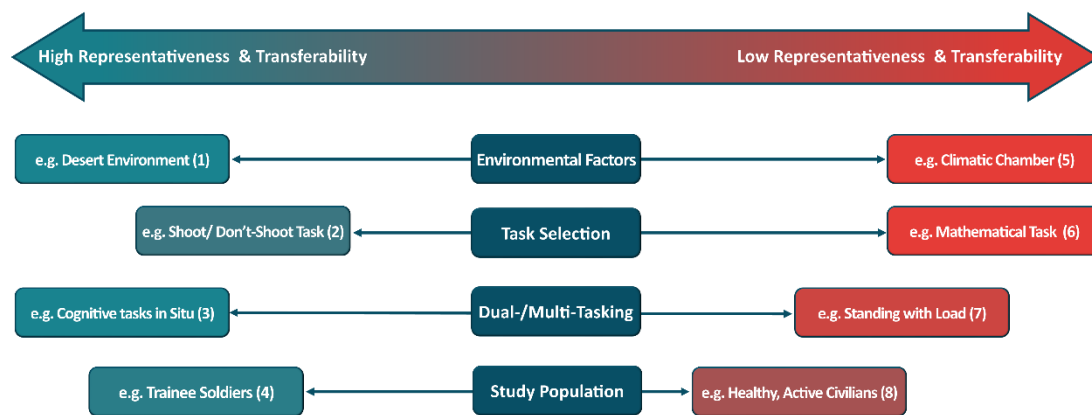 High Representativeness & Transferability
Low Representativeness & Transferability
e.g. Desert Environment (1)
Environmental Factors
e.g. Climatic Chamber (5)
e.g. Shoot/ Don't-Shoot Task (2)
Task Selection
e.g. Mathematical Task (6)
e.g. Cognitive tasks in Situ (3)
Dual-/Multi-Tasking
e.g. Standing with Load (7)
e.g. Trainee Soldiers (4)
Study Population
e.g. Healthy, Active Civilians (8)